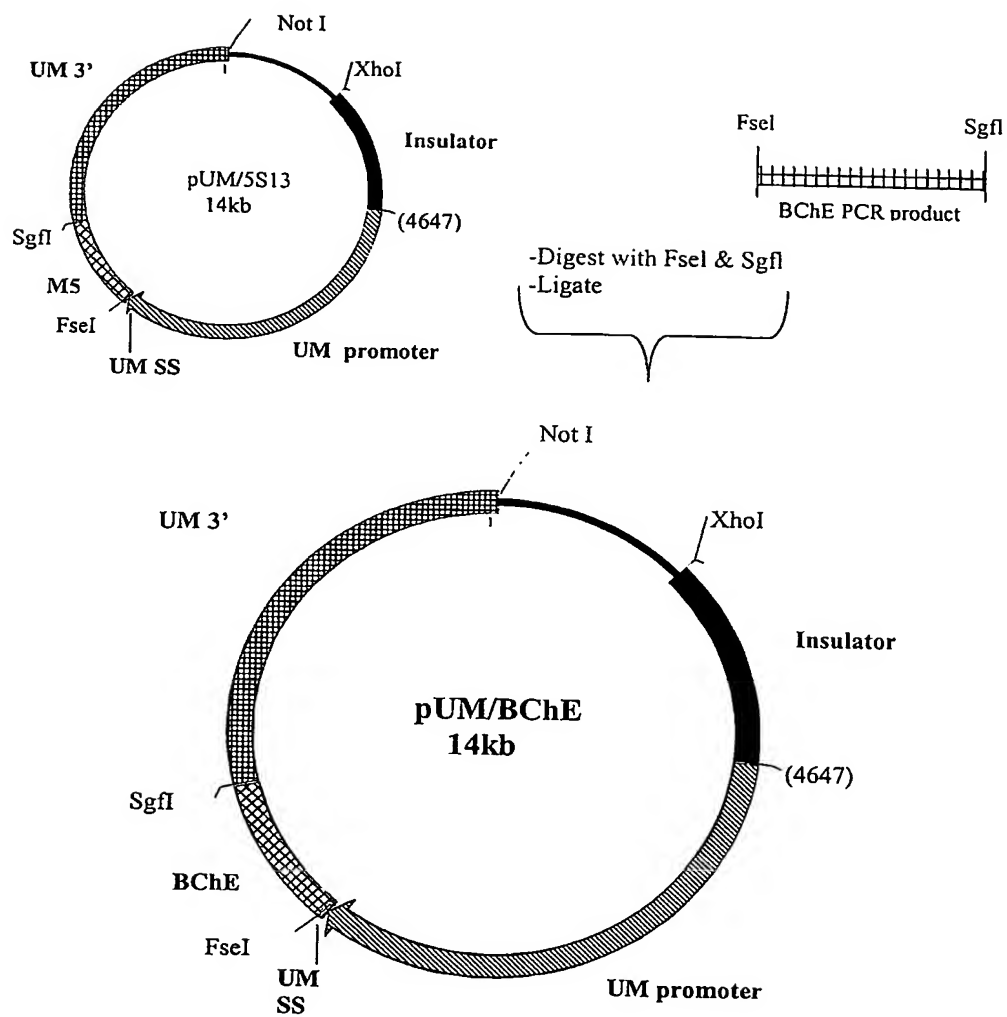 Not I
UM 3'
XhoI
Insulator
pUM/5S13
14kb
(4647)
SgfI
M5
FseI
UM SS
UM promoter
FseI
SgfI
BChE PCR product
-Digest with FseI & SgfI
-Ligate
Not I
UM 3'
XhoI
Insulator
pUM/BChE
14kb
(4647)
SgfI
BChE
FseI
UM
SS
UM promoter